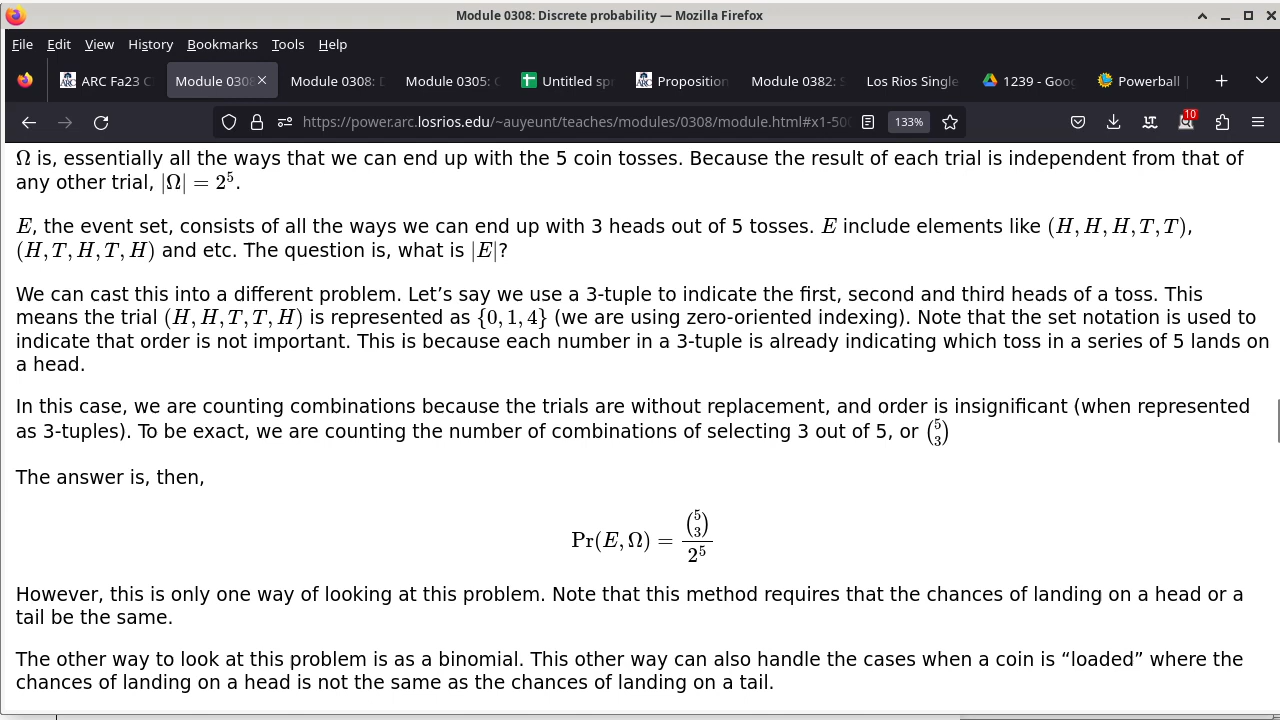 Module 0308: Discrete probability — Mozilla Firefox
File Edit View History Bookmarks Tools Help
ARC Fa23 C Module 030 Module 0308: D Module 0305: C Untitled spr Proposition Module 0382: S Los Rios Single 1239 - Goog Powerball |
https://power.arc.losrios.edu/~auyeunt/teaches/modules/0308/module.html#x1-500 133% 10
Ω is, essentially all the ways that we can end up with the 5 coin tosses. Because the result of each trial is independent from that of
any other trial, |Ω| = 2⁵.
E, the event set, consists of all the ways we can end up with 3 heads out of 5 tosses. E include elements like (H, H, H, T, T),
(H, T, H, T, H) and etc. The question is, what is |E|?
We can cast this into a different problem. Let’s say we use a 3-tuple to indicate the first, second and third heads of a toss. This
means the trial (H, H, T, T, H) is represented as {0, 1, 4} (we are using zero-oriented indexing). Note that the set notation is used to
indicate that order is not important. This is because each number in a 3-tuple is already indicating which toss in a series of 5 lands on
a head.
In this case, we are counting combinations because the trials are without replacement, and order is insignificant (when represented
as 3-tuples). To be exact, we are counting the number of combinations of selecting 3 out of 5, or (5 3)
The answer is, then,
Pr(E, Ω) = (5 3) / 2⁵
However, this is only one way of looking at this problem. Note that this method requires that the chances of landing on a head or a
tail be the same.
The other way to look at this problem is as a binomial. This other way can also handle the cases when a coin is “loaded” where the
chances of landing on a head is not the same as the chances of landing on a tail.